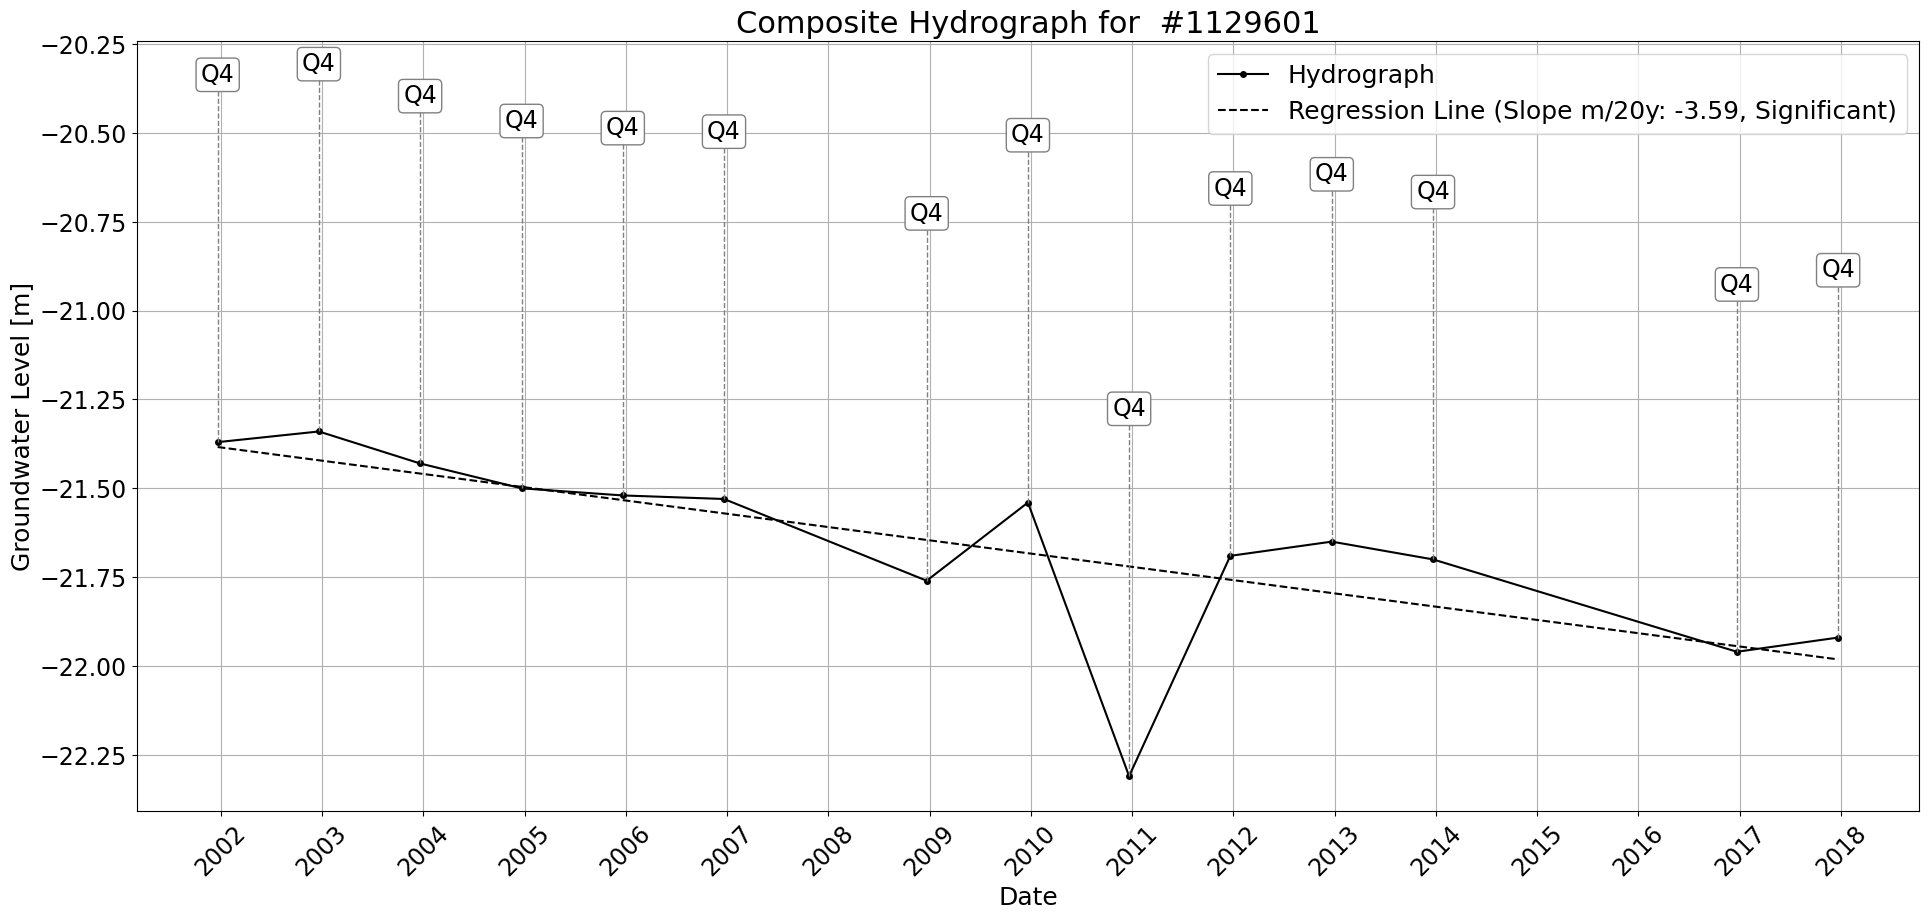 Composite Hydrograph for  #1129601
Hydrograph
Regression Line (Slope m/20y: -3.59, Significant)
Q4
Q4
Q4
Q4
Q4
Q4
Q4
Q4
Q4
Q4
Q4
Q4
Q4
Q4
−20.25
−20.50
−20.75
−21.00
−21.25
−21.50
−21.75
−22.00
−22.25
Groundwater Level [m]
2002
2003
2004
2005
2006
2007
2008
2009
2010
2011
2012
2013
2014
2015
2016
2017
2018
Date